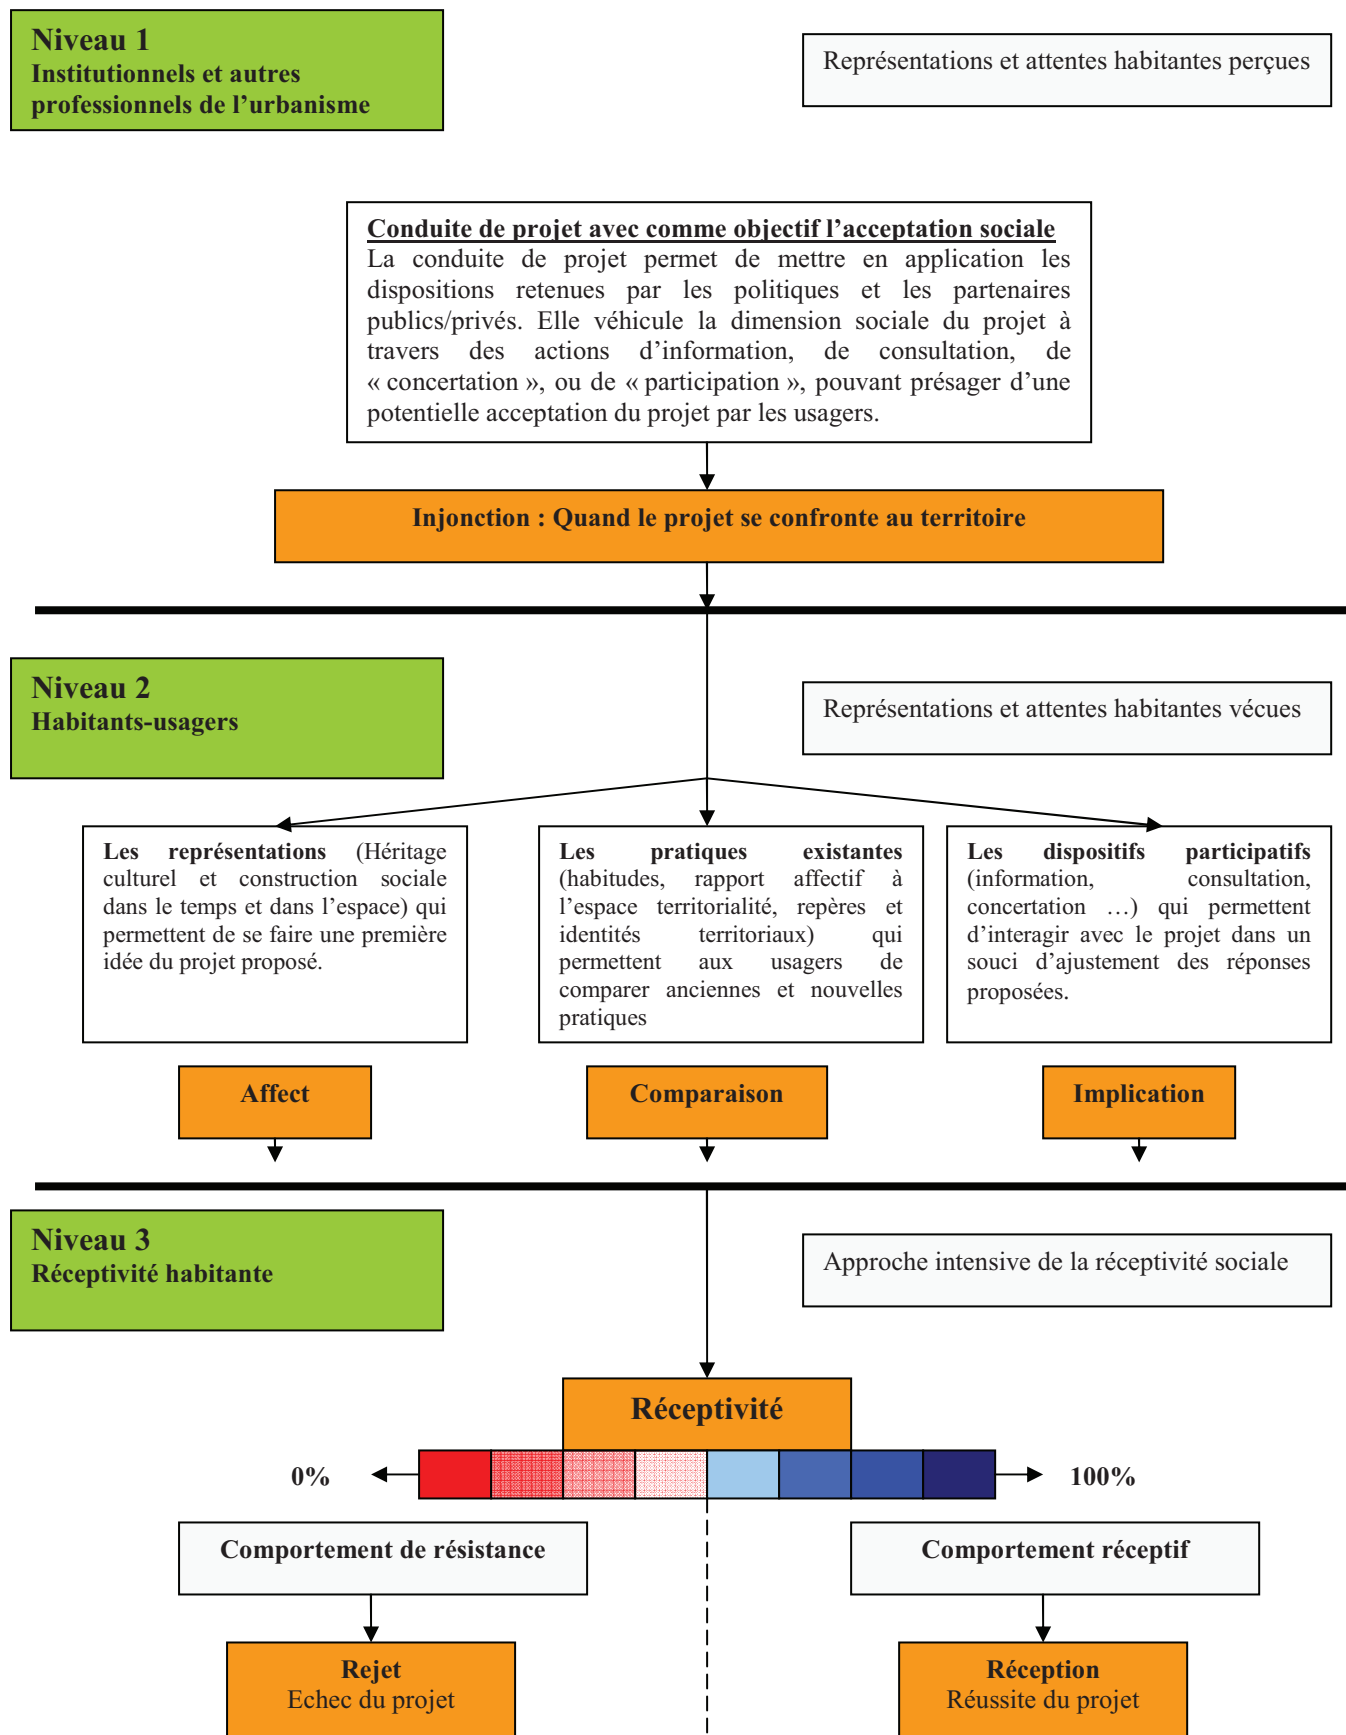 Niveau 1
Institutionnels et autres
professionnels de l’urbanisme
Représentations et attentes habitantes perçues
Conduite de projet avec comme objectif l’acceptation sociale
La conduite de projet permet de mettre en application les
dispositions retenues par les politiques et les partenaires
publics/privés. Elle véhicule la dimension sociale du projet à
travers des actions d’information, de consultation, de
« concertation », ou de « participation », pouvant présager d’une
potentielle acceptation du projet par les usagers.
Injonction : Quand le projet se confronte au territoire
Niveau 2
Habitants-usagers
Représentations et attentes habitantes vécues
Les représentations (Héritage
culturel et construction sociale
dans le temps et dans l’espace) qui
permettent de se faire une première
idée du projet proposé.
Les pratiques existantes
(habitudes, rapport affectif à
l’espace territorialité, repères et
identités territoriaux) qui
permettent aux usagers de
comparer anciennes et nouvelles
pratiques
Les dispositifs participatifs
(information, consultation,
concertation …) qui permettent
d’interagir avec le projet dans un
souci d’ajustement des réponses
proposées.
Affect
Comparaison
Implication
Niveau 3
Réceptivité habitante
Approche intensive de la réceptivité sociale
Réceptivité
0%
100%
Comportement de résistance
Comportement réceptif
Rejet
Echec du projet
Réception
Réussite du projet